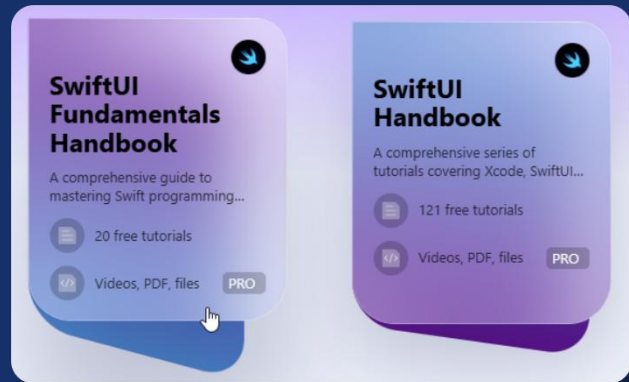 SwiftUI
Fundamentals
Handbook
A comprehensive guide to
mastering Swift programming...
20 free tutorials
Videos, PDF, files
PRO
SwiftUI
Handbook
A comprehensive series of
tutorials covering Xcode, SwiftUI...
121 free tutorials
Videos, PDF, files
PRO